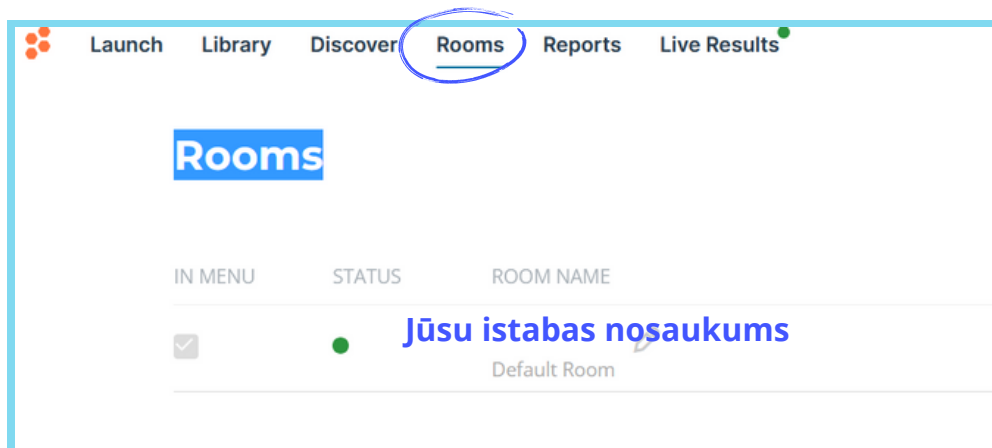 Launch Library Discover Rooms Reports Live Results
Rooms
IN MENU STATUS ROOM NAME
Jūsu istabas nosaukums
Default Room